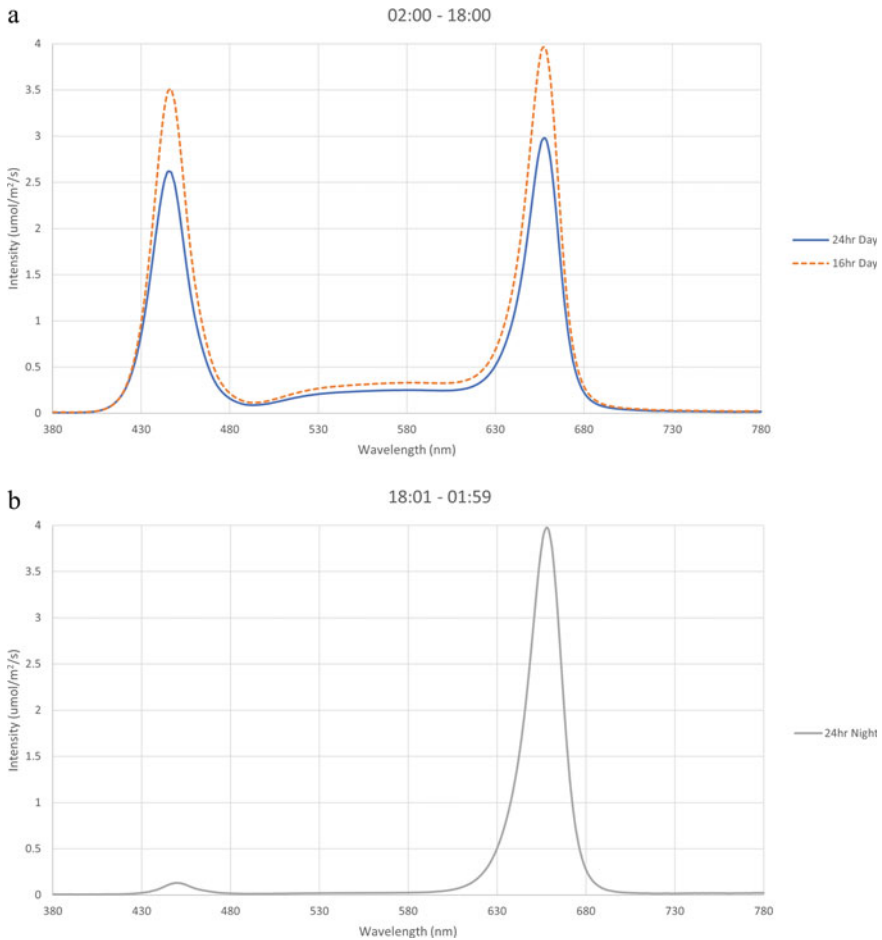 a
02:00 - 18:00
Intensity (umol/m²/s)
4
3.5
3
2.5
2
1.5
1
0.5
0
380 430 480 530 580 630 680 730 780
Wavelength (nm)
24hr Day
16hr Day
b
18:01 - 01:59
Intensity (umol/m²/s)
4
3.5
3
2.5
2
1.5
1
0.5
0
380 430 480 530 580 630 680 730 780
Wavelength (nm)
24hr Night